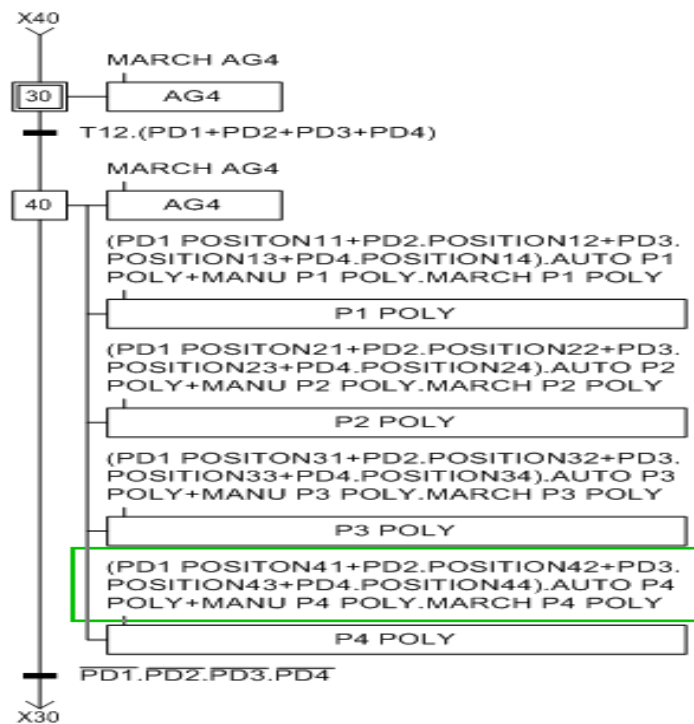 X40
MARCH AG4
30
AG4
T12.(PD1+PD2+PD3+PD4)
MARCH AG4
40
AG4
(PD1 POSITON11+PD2.POSITION12+PD3.
POSITION13+PD4.POSITION14).AUTO P1
POLY+MANU P1 POLY.MARCH P1 POLY
P1 POLY
(PD1 POSITON21+PD2.POSITION22+PD3.
POSITION23+PD4.POSITION24).AUTO P2
POLY+MANU P2 POLY.MARCH P2 POLY
P2 POLY
(PD1 POSITON31+PD2.POSITION32+PD3.
POSITION33+PD4.POSITION34).AUTO P3
POLY+MANU P3 POLY.MARCH P3 POLY
P3 POLY
(PD1 POSITON41+PD2.POSITION42+PD3.
POSITION43+PD4.POSITION44).AUTO P4
POLY+MANU P4 POLY.MARCH P4 POLY
P4 POLY
P̅D̅1̅.P̅D̅2̅.P̅D̅3̅.P̅D̅4̅
X30